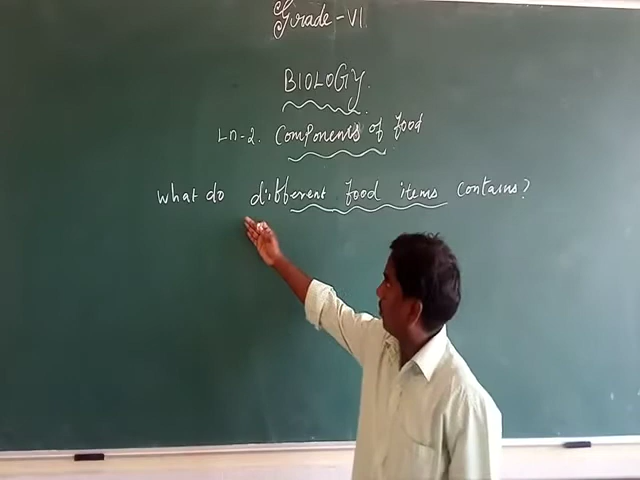 Grade-VI
BIOLOGY.
Ln-2. Components of food
What do different food items contains?